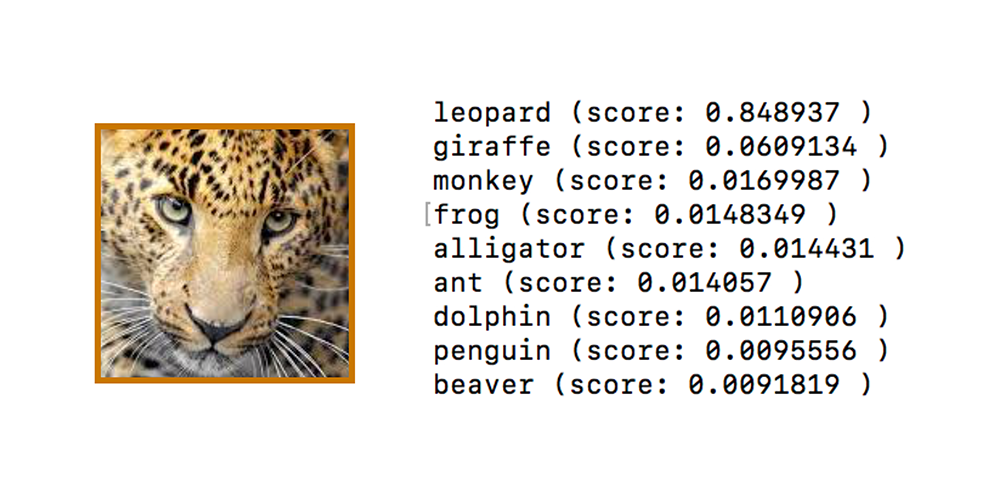 leopard (score: 0.848937 )
giraffe (score: 0.0609134 )
monkey (score: 0.0169987 )
[frog (score: 0.0148349 )
alligator (score: 0.014431 )
ant (score: 0.014057 )
dolphin (score: 0.0110906 )
penguin (score: 0.0095556 )
beaver (score: 0.0091819 )